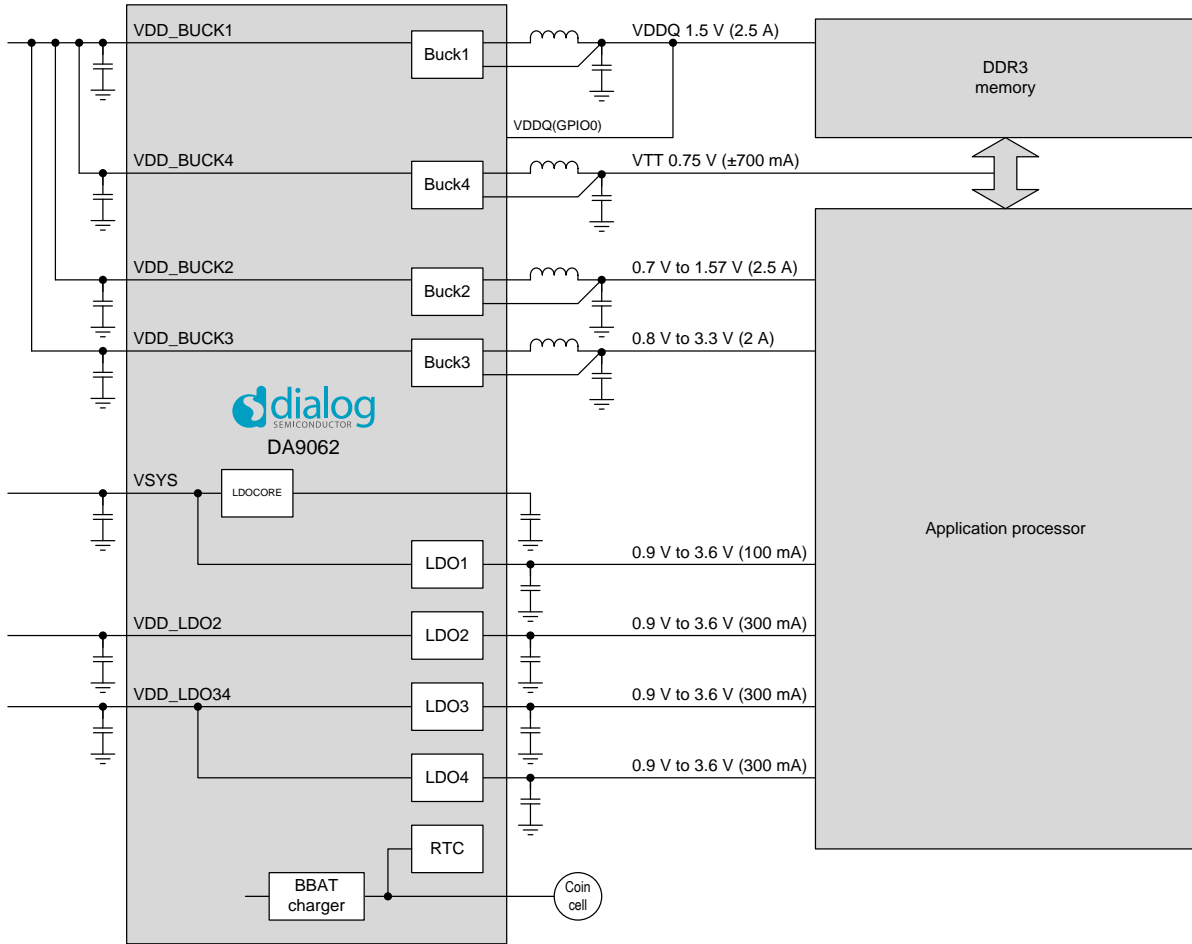 VDD_BUCK1
Buck1
VDDQ 1.5 V (2.5 A)
DDR3
memory
VDDQ(GPIO0)
VDD_BUCK4
Buck4
VTT 0.75 V (±700 mA)
VDD_BUCK2
Buck2
0.7 V to 1.57 V (2.5 A)
VDD_BUCK3
Buck3
0.8 V to 3.3 V (2 A)
dialog
SEMICONDUCTOR
DA9062
VSYS
LDOCORE
Application processor
LDO1
0.9 V to 3.6 V (100 mA)
VDD_LDO2
LDO2
0.9 V to 3.6 V (300 mA)
VDD_LDO34
LDO3
0.9 V to 3.6 V (300 mA)
LDO4
0.9 V to 3.6 V (300 mA)
RTC
BBAT
charger
Coin
cell